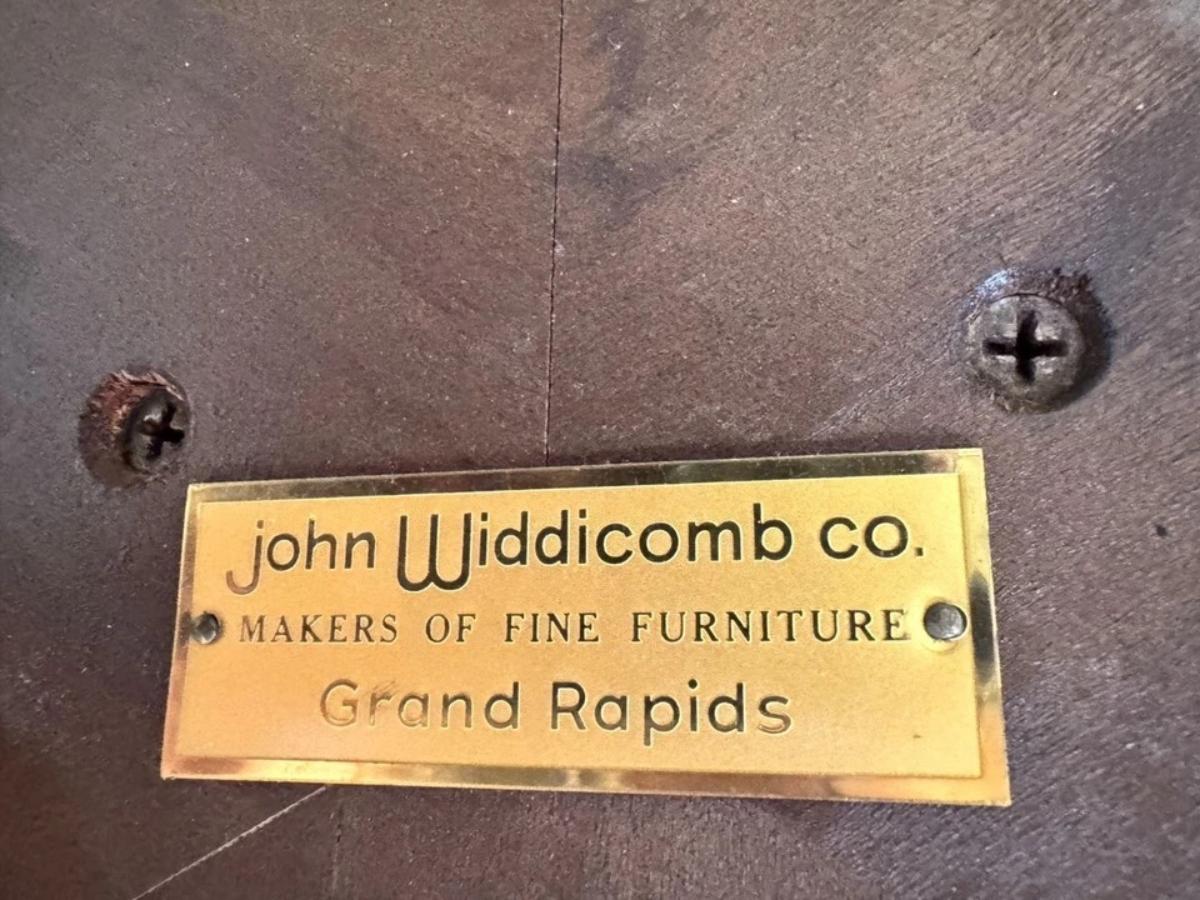 john Widdicomb co.
MAKERS OF FINE FURNITURE
Grand Rapids